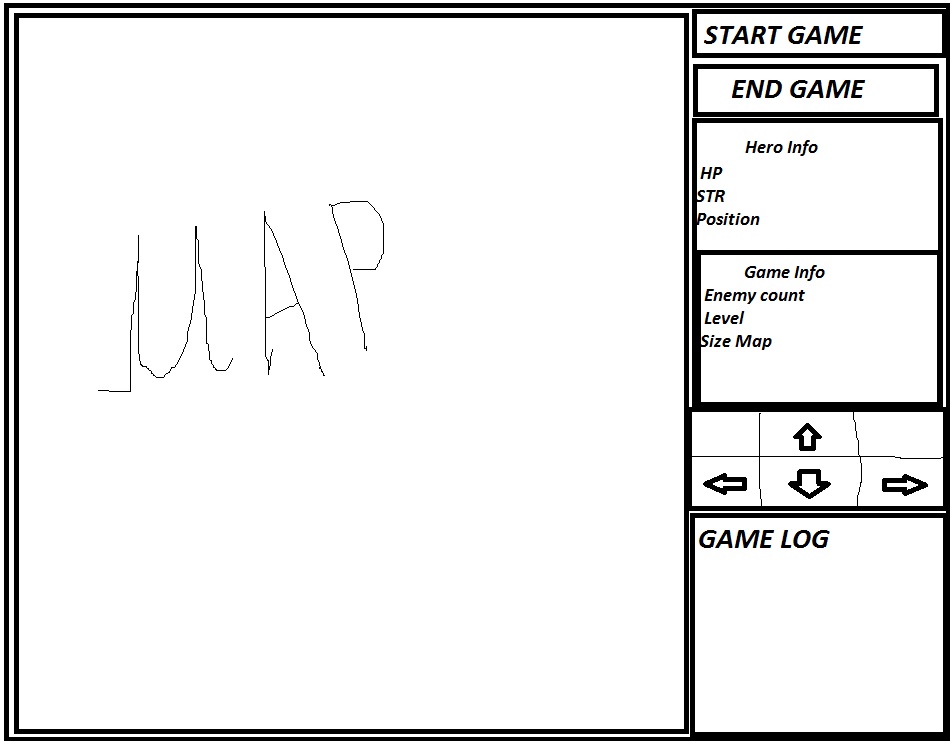 MAP
START GAME
END GAME
Hero Info
HP
STR
Position
Game Info
Enemy count
Level
Size Map
GAME LOG